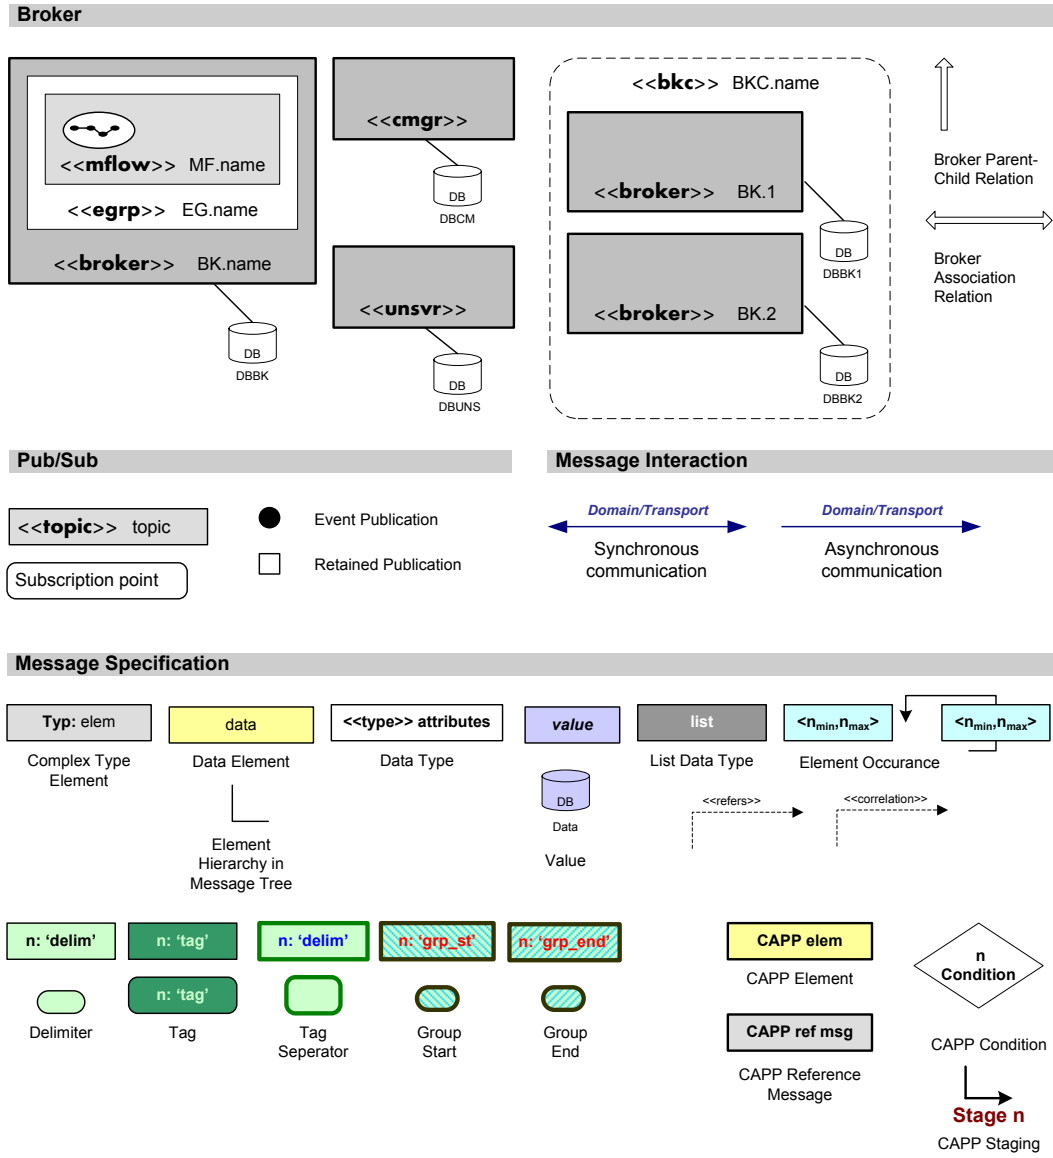 Broker
<<mflow>> MF.name
<<egrp>> EG.name
<<broker>> BK.name
DB
DBBK
<<cmgr>>
DB
DBCM
<<unsvr>>
DB
DBUNS
<<bkc>> BKC.name
<<broker>> BK.1
DB
DBBK1
<<broker>> BK.2
DB
DBBK2
Broker Parent-
Child Relation
Broker
Association
Relation
Pub/Sub
<<topic>> topic
Subscription point
Event Publication
Retained Publication
Message Interaction
Domain/Transport
Synchronous
communication
Domain/Transport
Asynchronous
communication
Message Specification
Typ: elem
Complex Type
Element
data
Data Element
Element
Hierarchy in
Message Tree
<<type>> attributes
Data Type
value
DB
Data
Value
list
List Data Type
<nmin,nmax>
<nmin,nmax>
Element Occurance
<<refers>>
<<correlation>>
n: ‘delim’
Delimiter
n: ‘tag’
n: ‘tag’
Tag
n: ‘delim’
Tag
Seperator
n: ‘grp_st’
Group
Start
n: ‘grp_end’
Group
End
CAPP elem
CAPP Element
CAPP ref msg
CAPP Reference
Message
n
Condition
CAPP Condition
Stage n
CAPP Staging